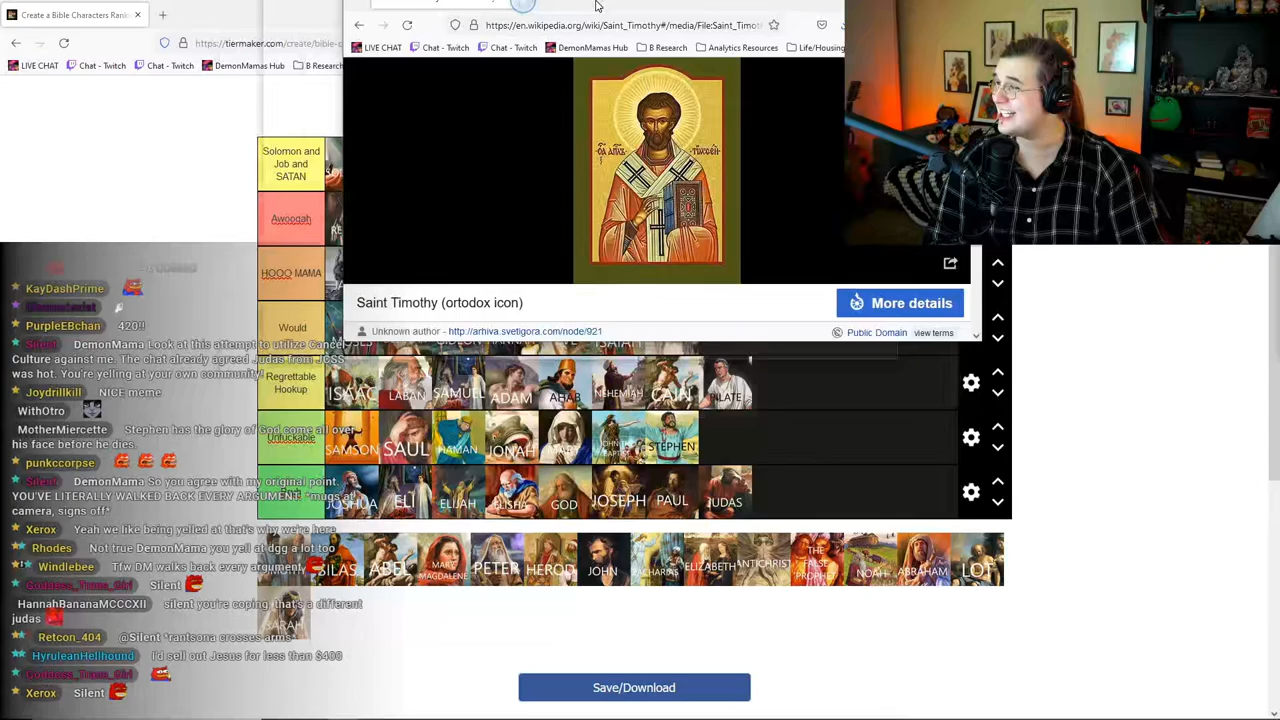 Create a Bible Characters Rank
https://tiermaker.com/create/bible-c
LIVE CHAT
Chat - Twitch
Chat - Twitch
DemonMamas Hub
B Research
https://en.wikipedia.org/wiki/Saint_Timothy#/media/File:Saint_Timot
LIVE CHAT
Chat - Twitch
Chat - Twitch
DemonMamas Hub
B Research
Analytics Resources
Life/Housing
Saint Timothy (ortodox icon)
More details
Unknown author - http://arhiva.svetigora.com/node/921
Public Domain
view terms
Solomon and
Job and
SATAN
Awooqah
HOOO MAMA
Would
Regrettable
Hookup
ISAAC
LABAN
SAMUEL
ADAM
AHAB
NEHEMIAH
CAIN
PILATE
Unfuckable
SAMSON
SAUL
HAMAN
JONAH
STEPHEN
JOSHUA
ELI
ELIJAH
ELISHA
GOD
JOSEPH
PAUL
JUDAS
SILAS
ABEL
MARY
MAGDALENE
PETER
HEROD
JOHN
ZACHARIAS
ELIZABETH
ANTICHRIST
THE
FALSE
PROPHET
NOAH
ABRAHAM
LOT
SARAH
Save/Download
KayDashPrime
PurpleEBchan 420!!
Silent DemonMama Look at this attempt to utilize Cancel
Culture against me. The chat already agreed Judas from JCSS
was hot. You're yelling at your own community!
Joydrillkill NICE meme
WithOtro
MotherMiercette Stephen has the glory of God come all over
his face before he dies.
punkccorpse
Silent DemonMama So you agree with my original point.
YOU'VE LITERALLY WALKED BACK EVERY ARGUMENT *mugs at
camera, signs off*
Xerox Yeah we like being yelled at that's why we're here
Rhodes Not true DemonMama you yell at dgg a lot too
Windlebee Tfw DM walks back every argument
Goddess_Trans_Girl Silent
HannahBananaMCCCXII silent you're coping, that's a different
judas
Retcon_404 @Silent *rantsona crosses arms*
HyruleanHellhound I'd sell out Jesus for less than $400
Goddess_Trans_Girl
Xerox Silent